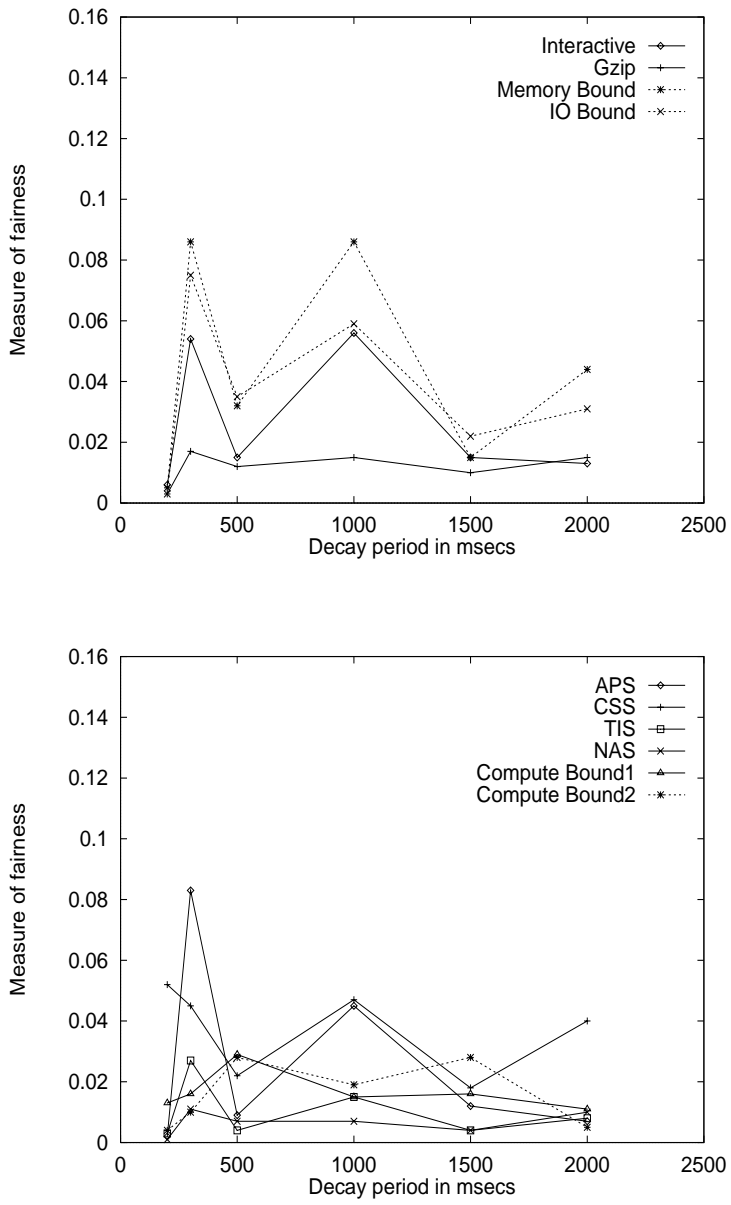 0.16
Interactive
0.14
Gzip
Memory Bound
0.12
IO Bound
0.1
Measure of fairness
0.08
0.06
0.04
0.02
0
0 500 1000 1500 2000 2500
Decay period in msecs
0.16
APS
0.14
CSS
TIS
NAS
0.12
Compute Bound1
Compute Bound2
0.1
Measure of fairness
0.08
0.06
0.04
0.02
0
0 500 1000 1500 2000 2500
Decay period in msecs